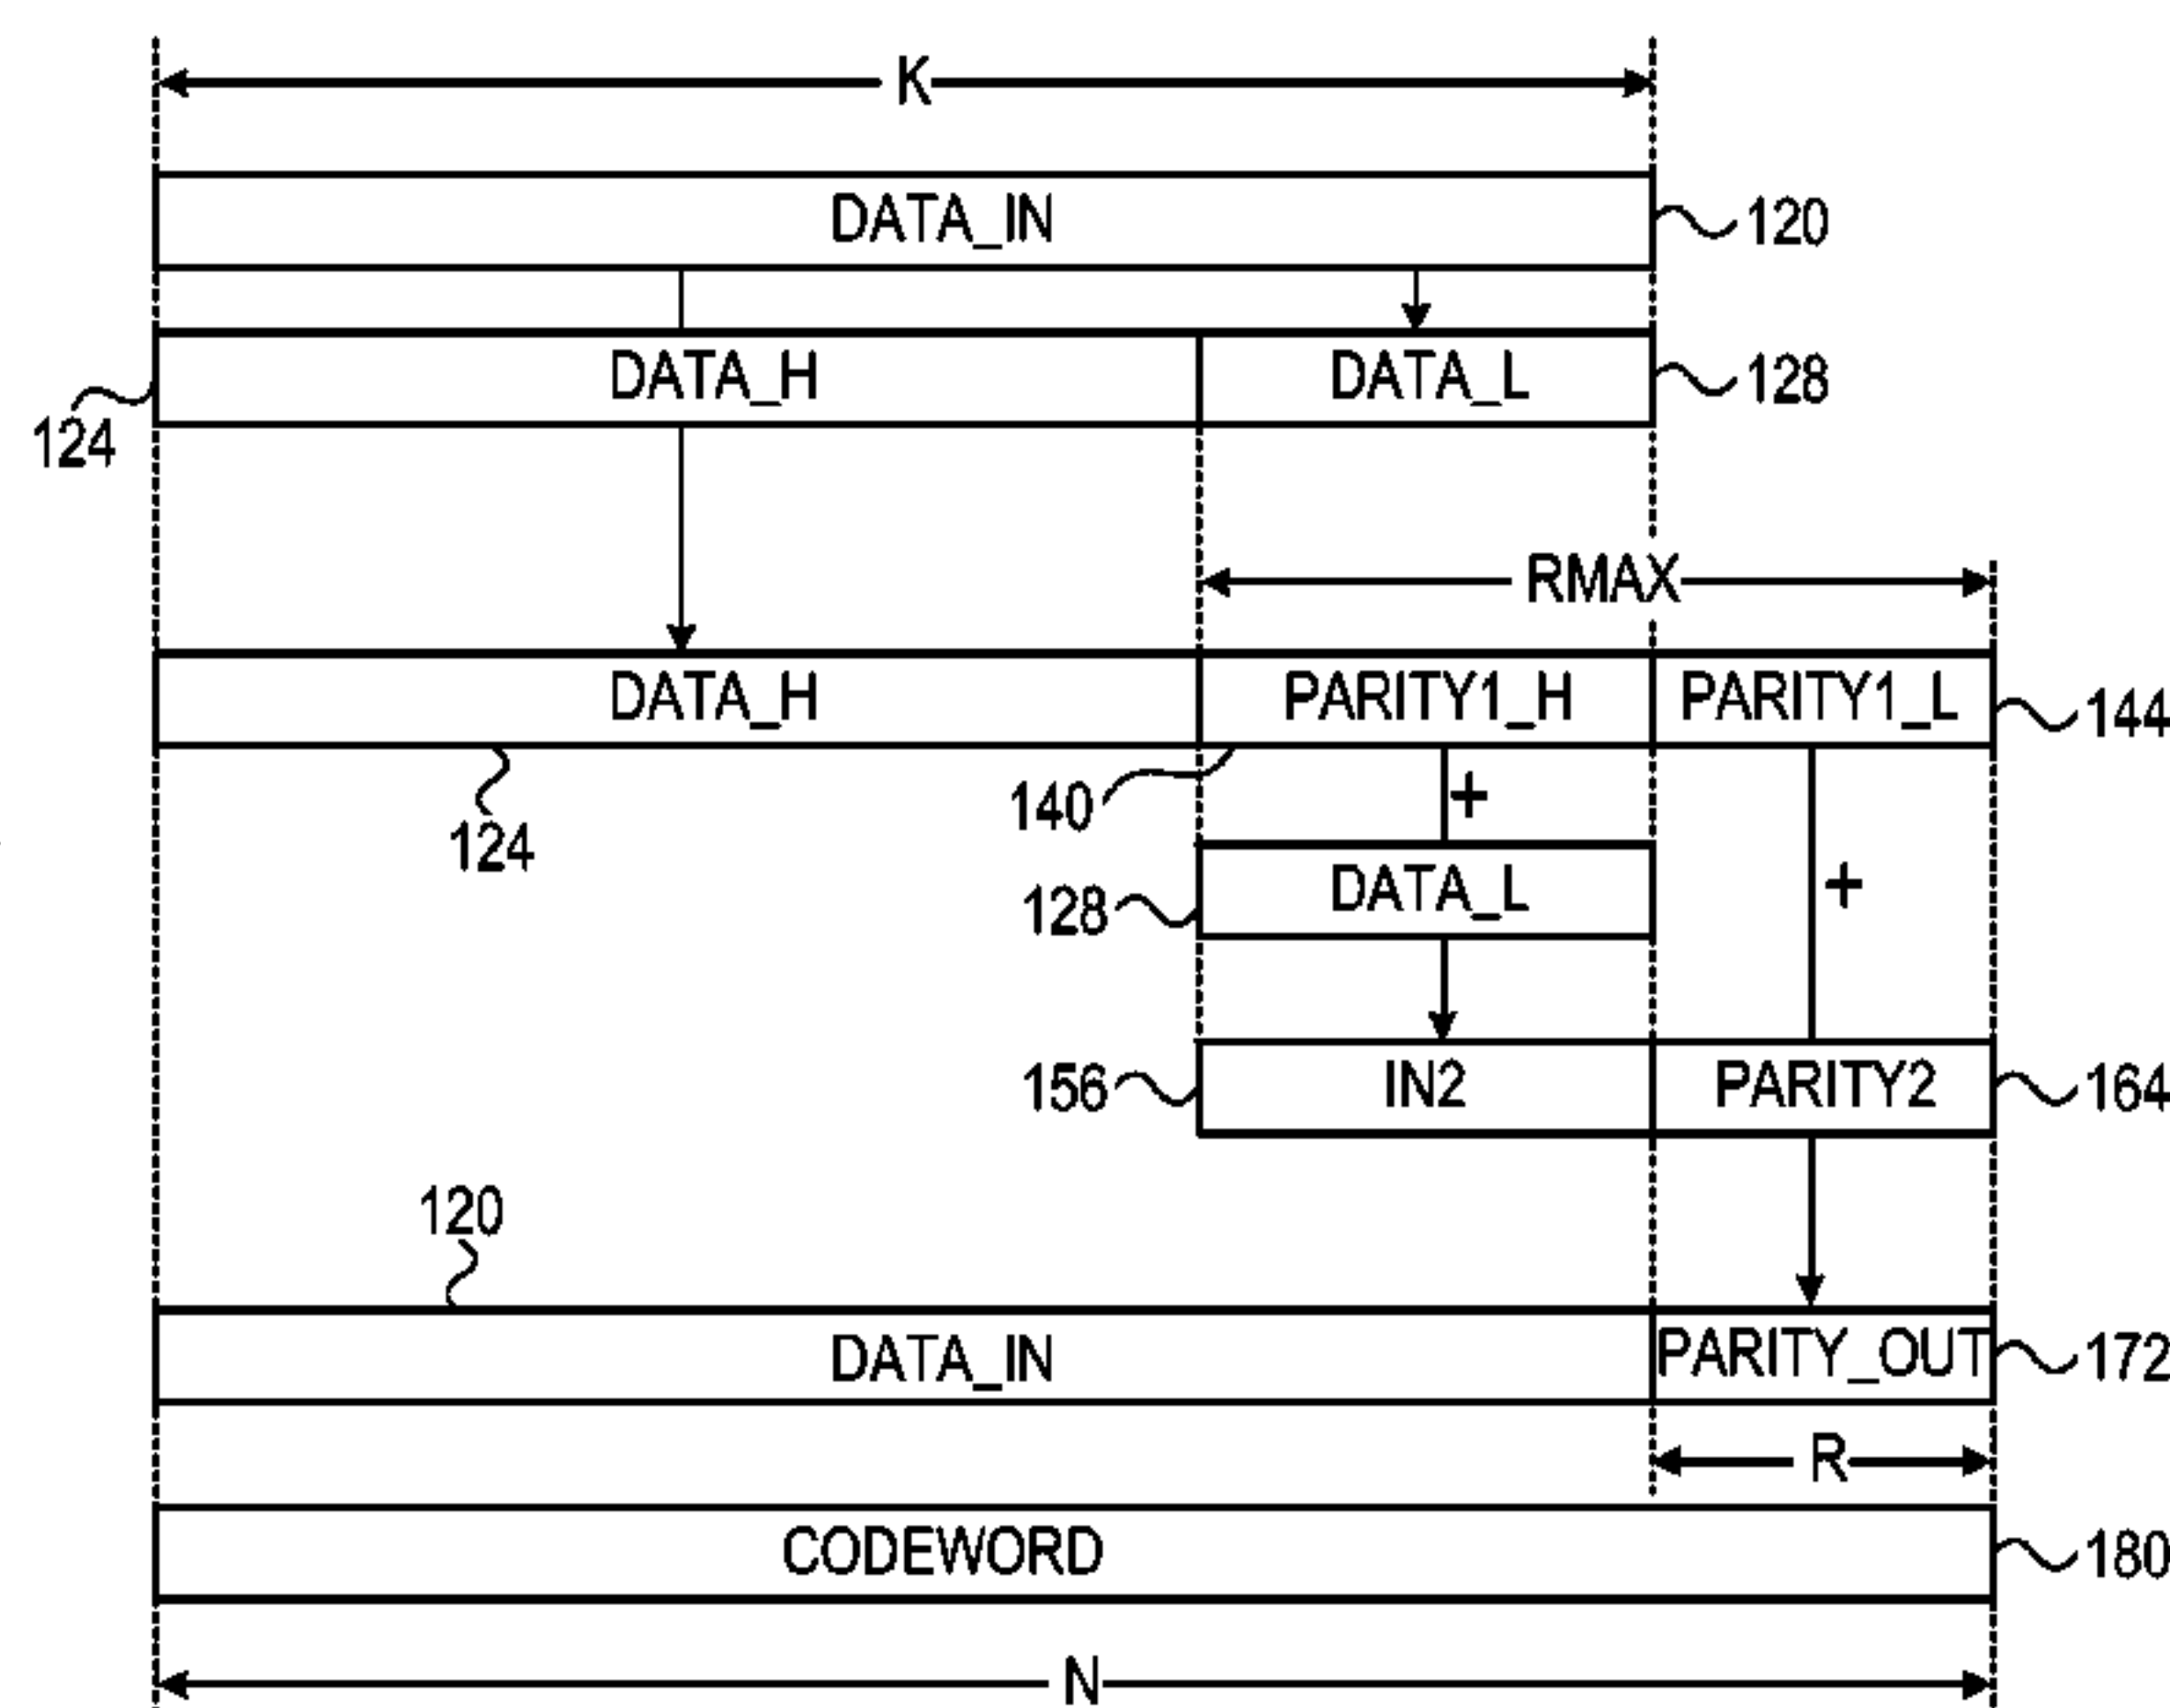 K
DATA_IN
120
DATA_H
DATA_L
128
124
RMAX
DATA_H
PARITY1_H
PARITY1_L
144
140
+
124
128
DATA_L
+
156
IN2
PARITY2
164
120
DATA_IN
PARITY_OUT
172
R
CODEWORD
180
N